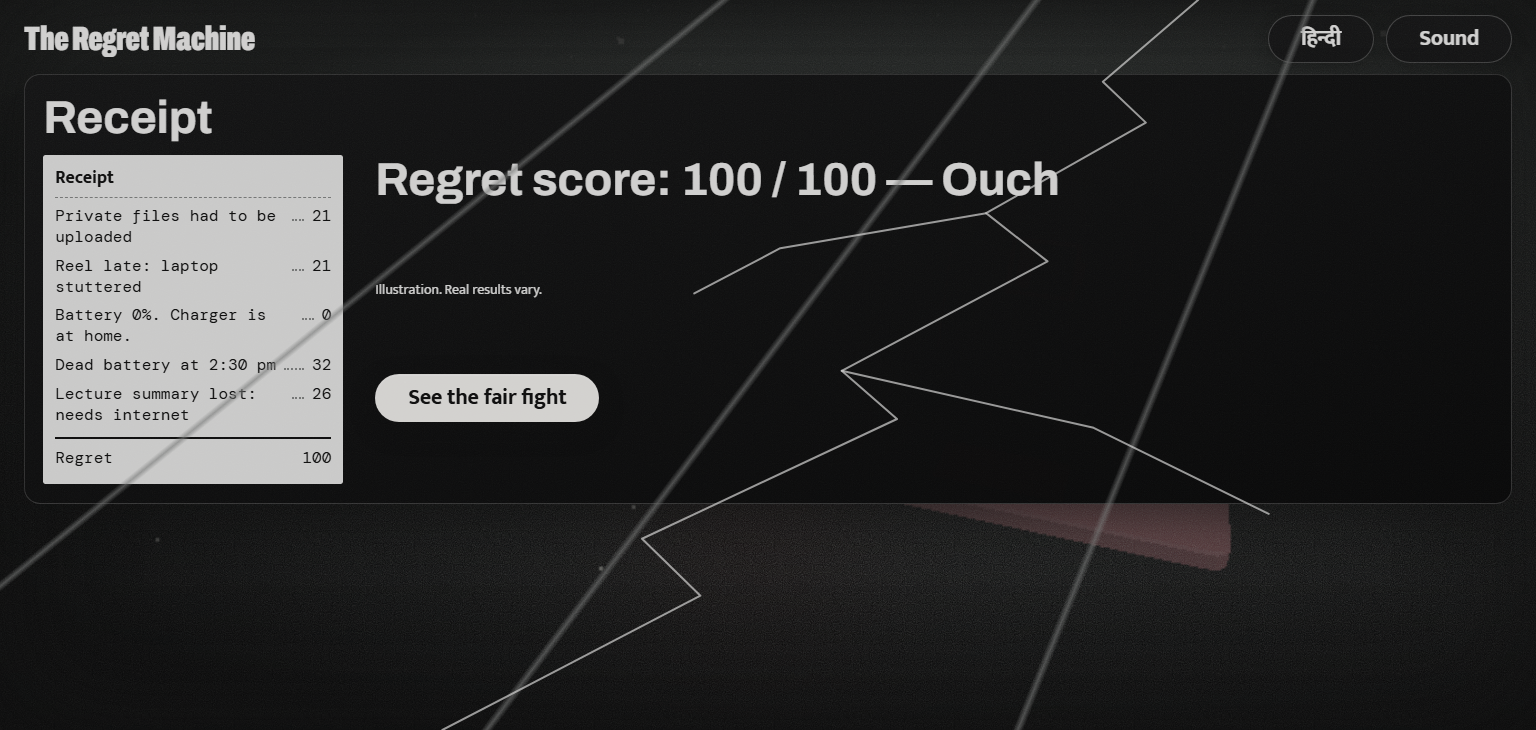 The Regret Machine
हिन्दी
Sound
Receipt
Receipt
Private files had to be .... 21
uploaded
Reel late: laptop .... 21
stuttered
Battery 0%. Charger is .... 0
at home.
Dead battery at 2:30 pm ...... 32
Lecture summary lost: .... 26
needs internet
Regret 100
Regret score: 100 / 100 — Ouch
Illustration. Real results vary.
See the fair fight